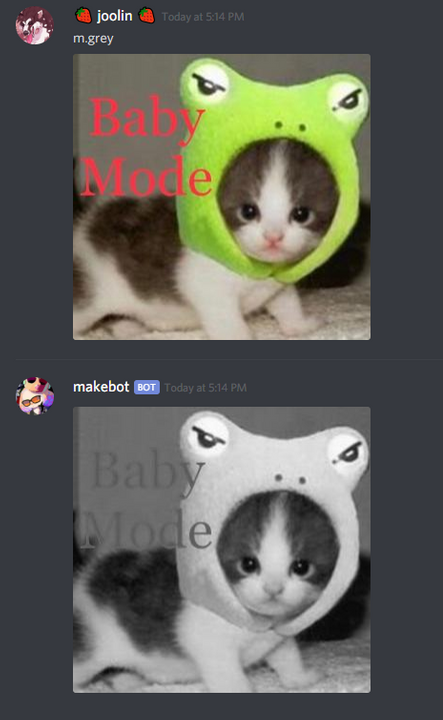 🍓 joolin 🍓 Today at 5:14 PM
m.grey
Baby
Mode
makebot BOT Today at 5:14 PM
Baby
Mode